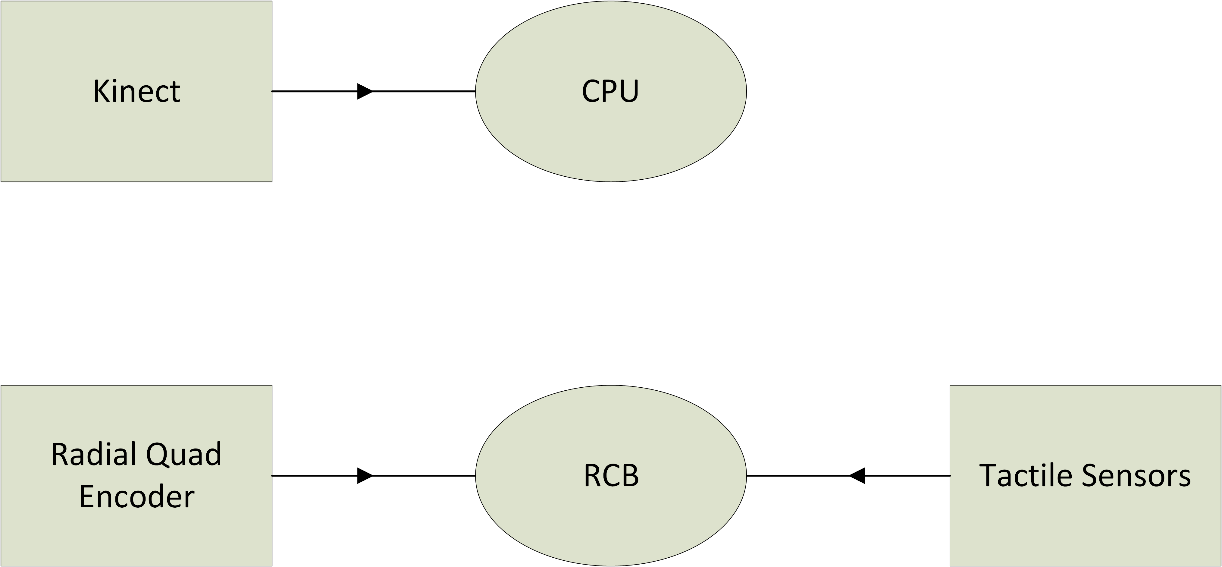 Kinect
CPU
Radial Quad
Encoder
RCB
Tactile Sensors